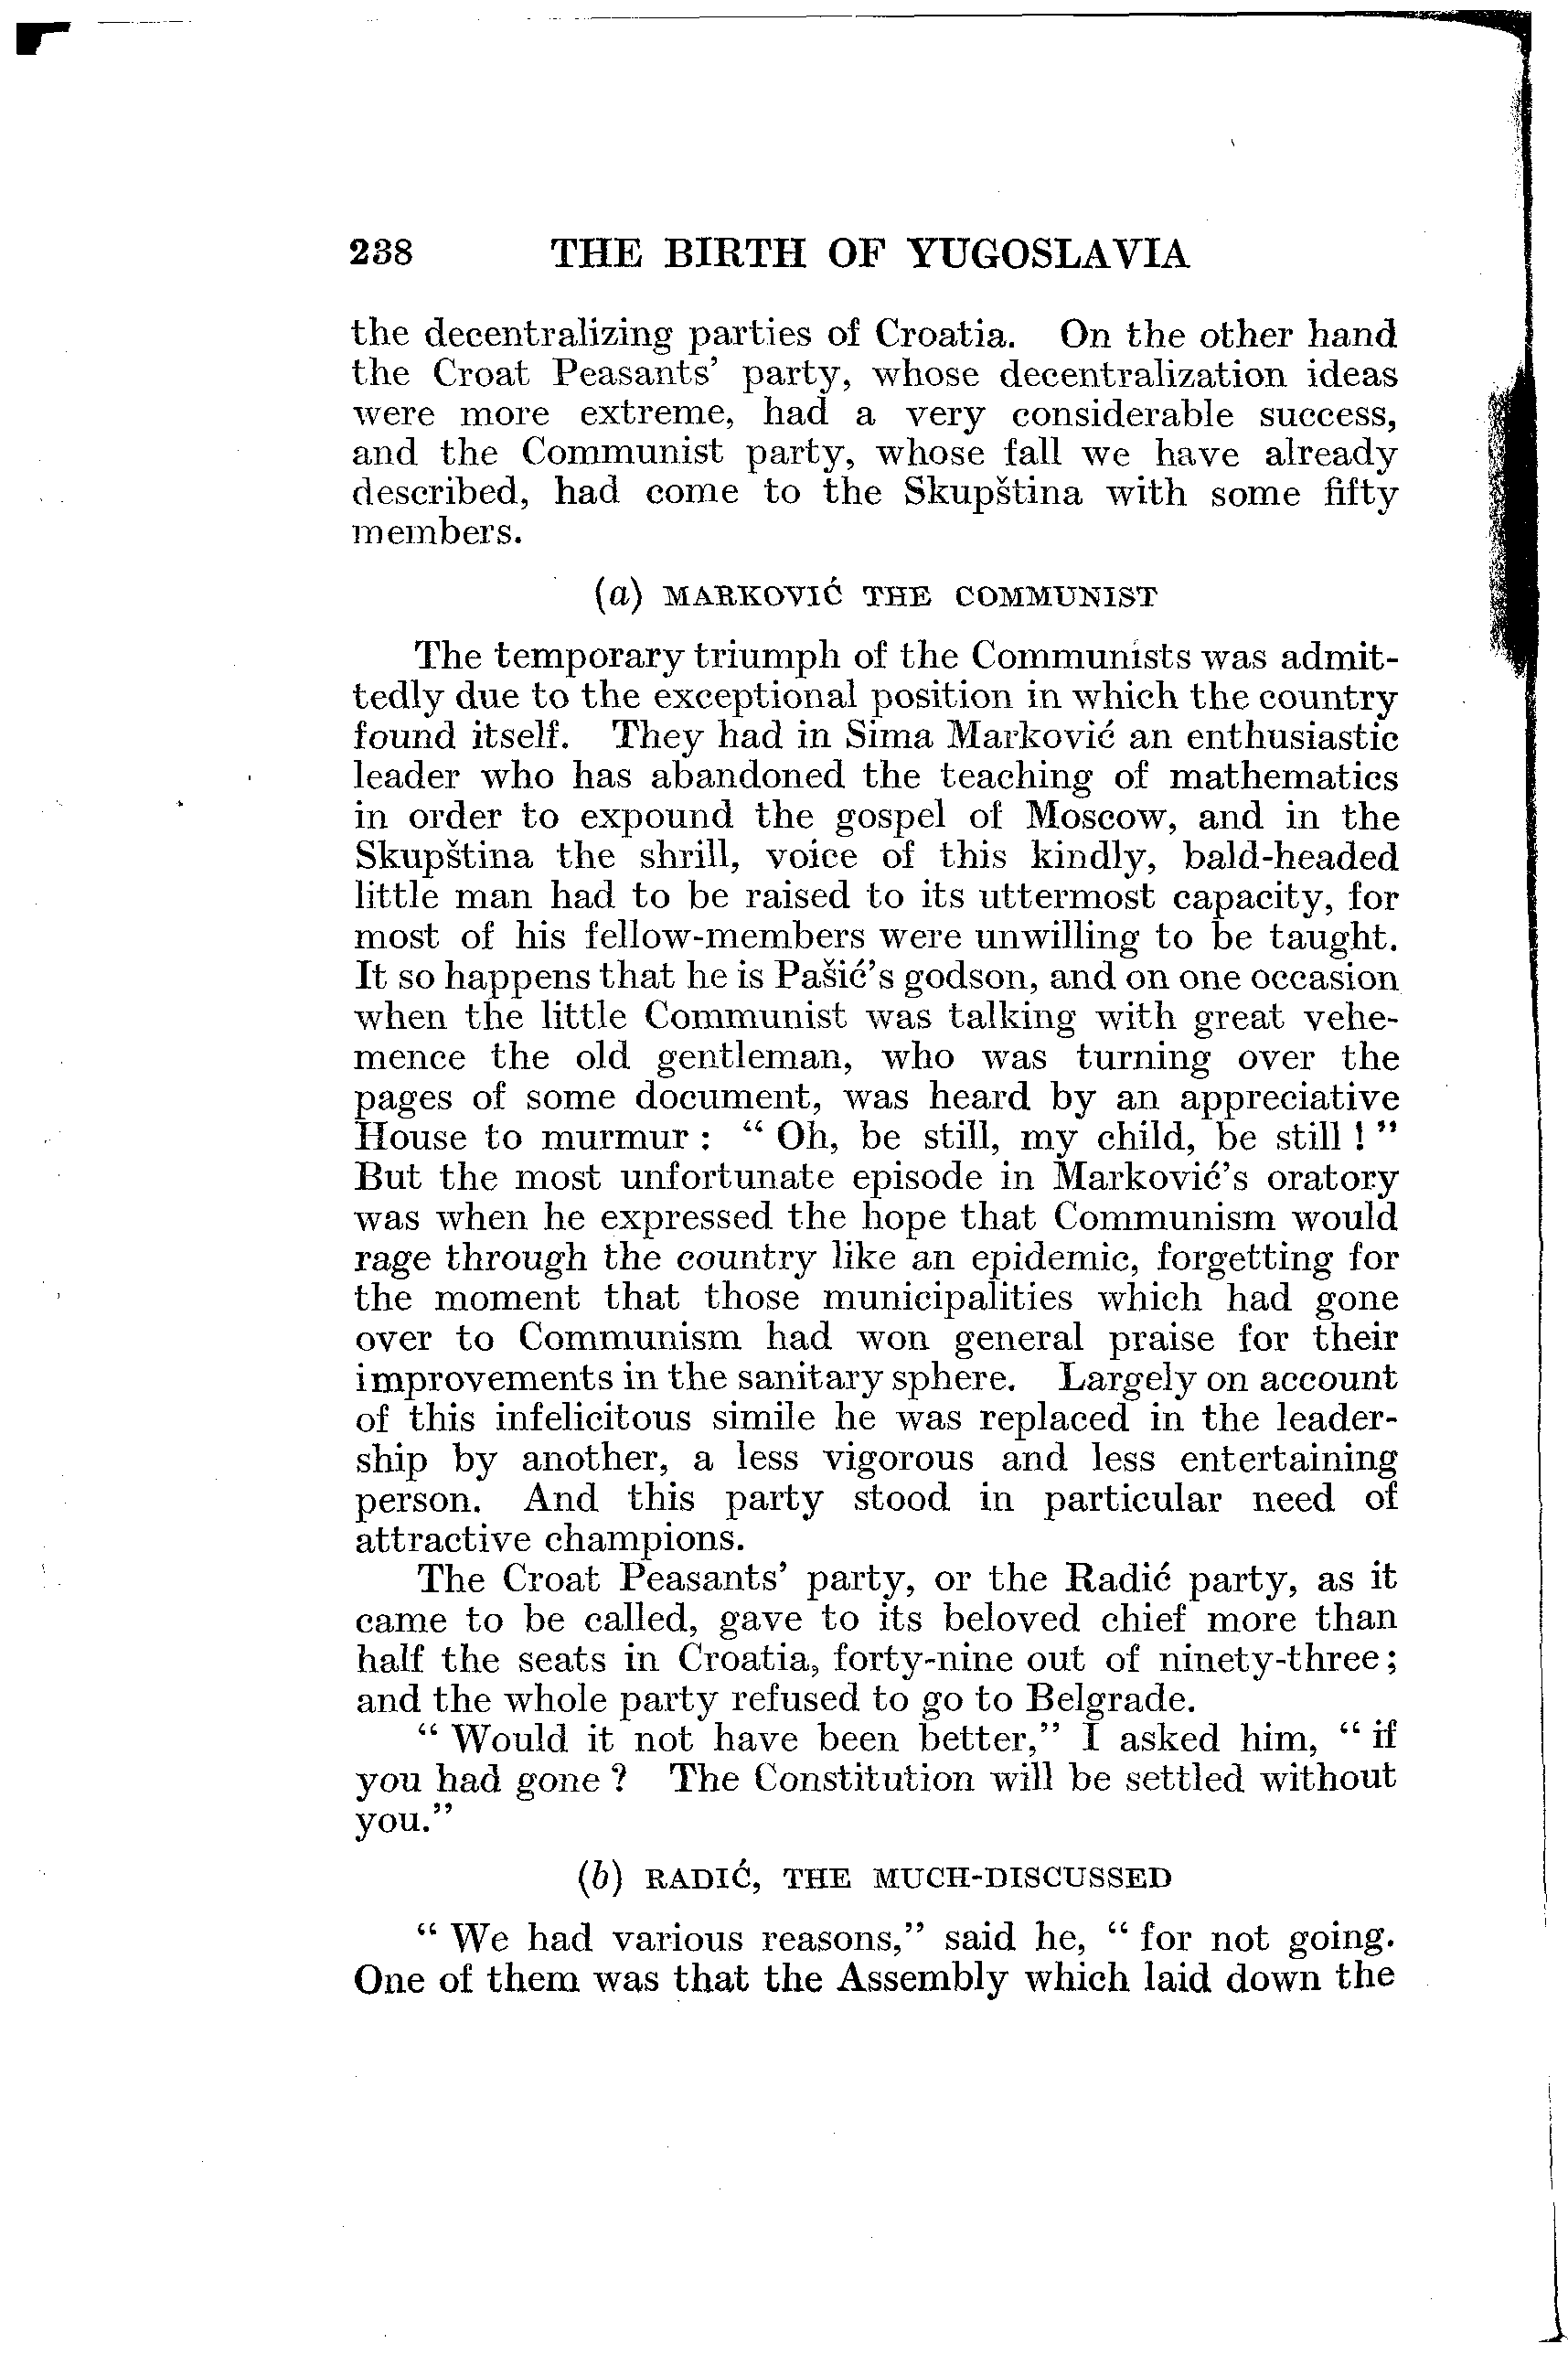 238 THE BIRTH OF YUGOSLAVIA
the decentralizing parties of Croatia. On the other hand
the Croat Peasants' party, whose decentralization ideas
were more extreme, had a very considerable success,
and the Communist party, whose fall we have already
described, had come to the Skupština with some fifty
members.
(a) MARKOVIĆ THE COMMUNIST
The temporary triumph of the Communists was admit-
tedly due to the exceptional position in which the country
found itself. They had in Sima Marković an enthusiastic
leader who has abandoned the teaching of mathematics
in order to expound the gospel of Moscow, and in the
Skupština the shrill, voice of this kindly, bald-headed
little man had to be raised to its uttermost capacity, for
most of his fellow-members were unwilling to be taught.
It so happens that he is Pašić's godson, and on one occasion
when the little Communist was talking with great vehe-
mence the old gentleman, who was turning over the
pages of some document, was heard by an appreciative
House to murmur : “ Oh, be still, my child, be still ! ”
But the most unfortunate episode in Marković's oratory
was when he expressed the hope that Communism would
rage through the country like an epidemic, forgetting for
the moment that those municipalities which had gone
over to Communism had won general praise for their
improvements in the sanitary sphere. Largely on account
of this infelicitous simile he was replaced in the leader-
ship by another, a less vigorous and less entertaining
person. And this party stood in particular need of
attractive champions.
The Croat Peasants' party, or the Radić party, as it
came to be called, gave to its beloved chief more than
half the seats in Croatia, forty-nine out of ninety-three;
and the whole party refused to go to Belgrade.
“ Would it not have been better,” I asked him, “ if
you had gone ? The Constitution will be settled without
you.”
(b) RADIĆ, THE MUCH-DISCUSSED
“ We had various reasons,” said he, “ for not going.
One of them was that the Assembly which laid down the